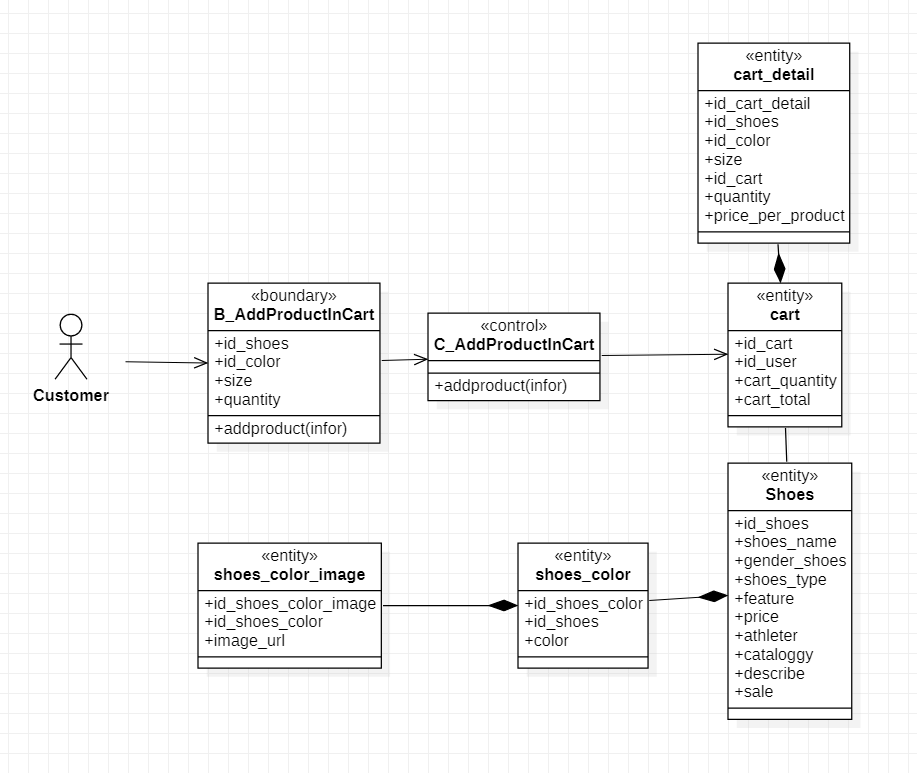 «entity»
cart_detail
+id_cart_detail
+id_shoes
+id_color
+size
+id_cart
+quantity
+price_per_product
Customer
«boundary»
B_AddProductInCart
+id_shoes
+id_color
+size
+quantity
+addproduct(infor)
«control»
C_AddProductInCart
+addproduct(infor)
«entity»
cart
+id_cart
+id_user
+cart_quantity
+cart_total
«entity»
shoes_color_image
+id_shoes_color_image
+id_shoes_color
+image_url
«entity»
shoes_color
+id_shoes_color
+id_shoes
+color
«entity»
Shoes
+id_shoes
+shoes_name
+gender_shoes
+shoes_type
+feature
+price
+athleter
+cataloggy
+describe
+sale